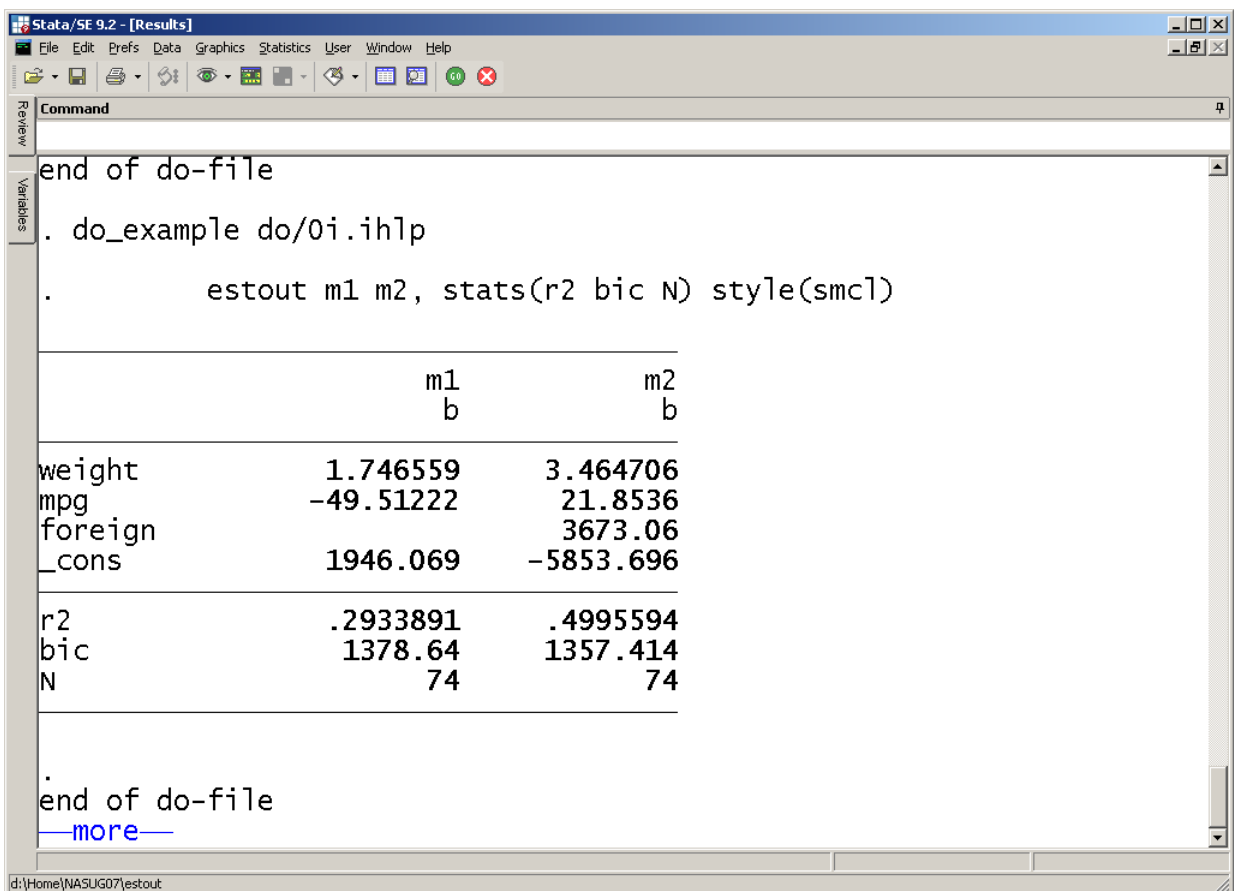 Stata/SE 9.2 - [Results]
File Edit Prefs Data Graphics Statistics User Window Help
GO
Review
Command
Variables
end of do-file
. do_example do/0i.ihlp
. estout m1 m2, stats(r2 bic N) style(smcl)
m1 m2
b b
weight 1.746559 3.464706
mpg -49.51222 21.8536
foreign 3673.06
_cons 1946.069 -5853.696
r2 .2933891 .4995594
bic 1378.64 1357.414
N 74 74
.
end of do-file
—more—
d:\Home\NASUG07\estout